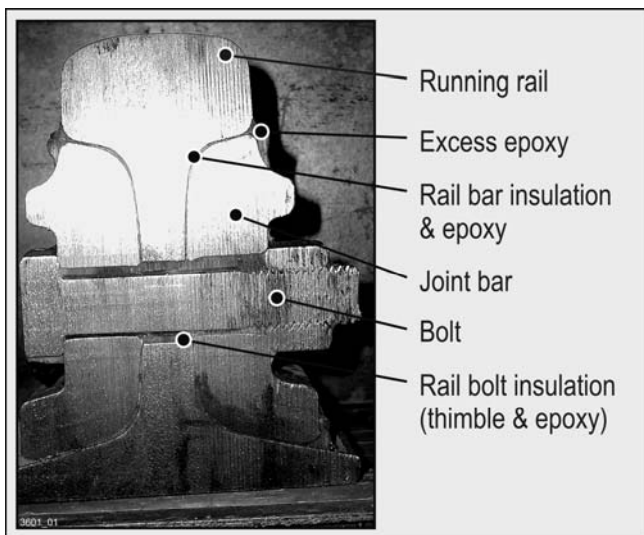 Running rail
Excess epoxy
Rail bar insulation
& epoxy
Joint bar
Bolt
Rail bolt insulation
(thimble & epoxy)
3601_01